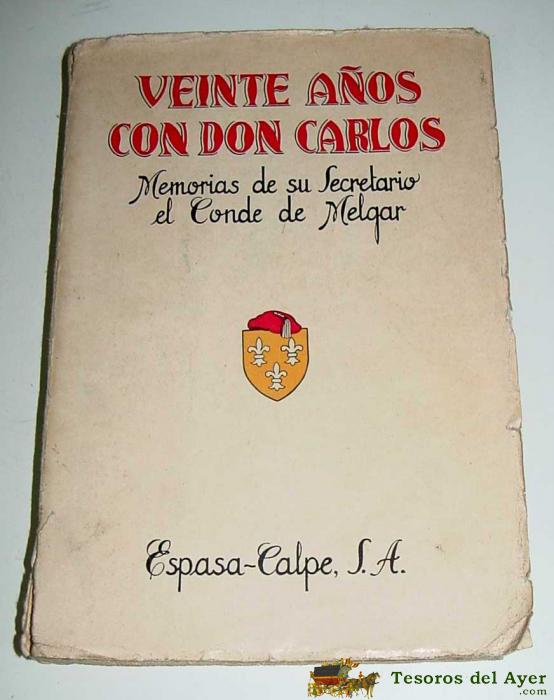 VEINTE AÑOS
CON DON CARLOS
Memorias de su Secretario
el Conde de Melgar
Espasa-Calpe, S.A.
Tesoros del Ayer
.com